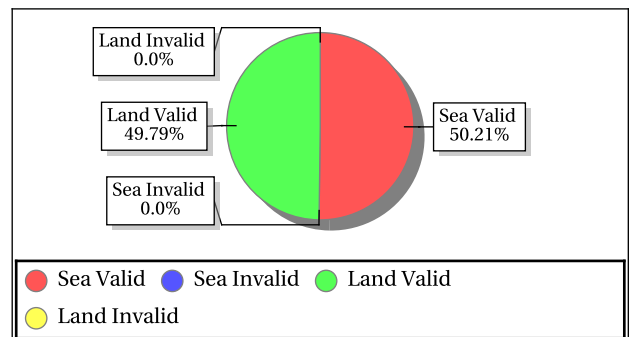 Land Invalid
0.0%
Land Valid
49.79%
Sea Valid
50.21%
Sea Invalid
0.0%
Sea Valid Sea Invalid Land Valid
Land Invalid